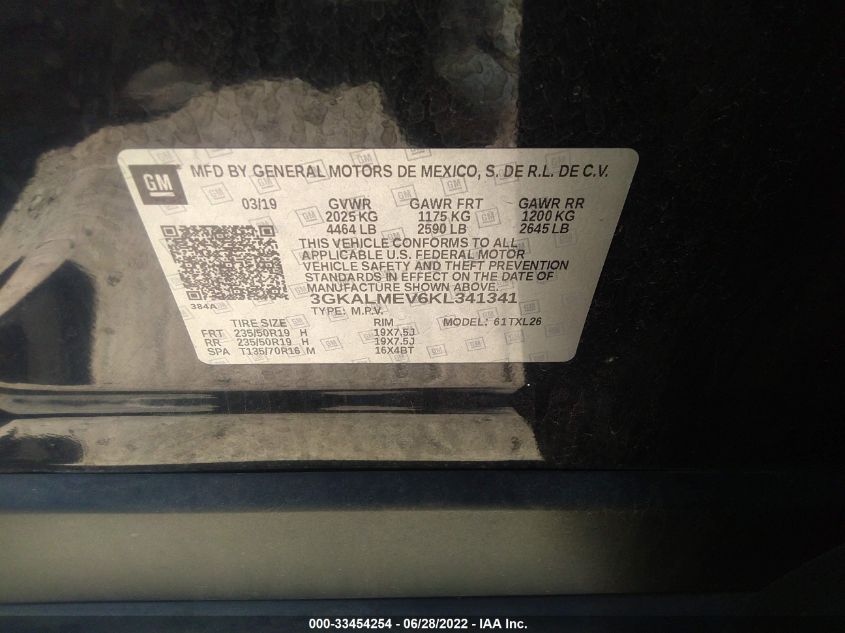 GM
MFD BY GENERAL MOTORS DE MEXICO, S. DE R.L. DE C.V.
03/19 GVWR GAWR FRT GAWR RR
2025 KG 1175 KG 1200 KG
4464 LB 2590 LB 2645 LB
THIS VEHICLE CONFORMS TO ALL
APPLICABLE U.S. FEDERAL MOTOR
VEHICLE SAFETY AND THEFT PREVENTION
STANDARDS IN EFFECT ON THE DATE OF
MANUFACTURE SHOWN ABOVE.
384A 3GKALMEV6KL341341
TYPE: M.P.V. MODEL: 61TXL26
TIRE SIZE RIM
FRT 235/50R19 H 19X7.5J
RR 235/50R19 H 19X7.5J
SPA T135/70R16 M 16X4BT
000-33454254 - 06/28/2022 - IAA Inc.